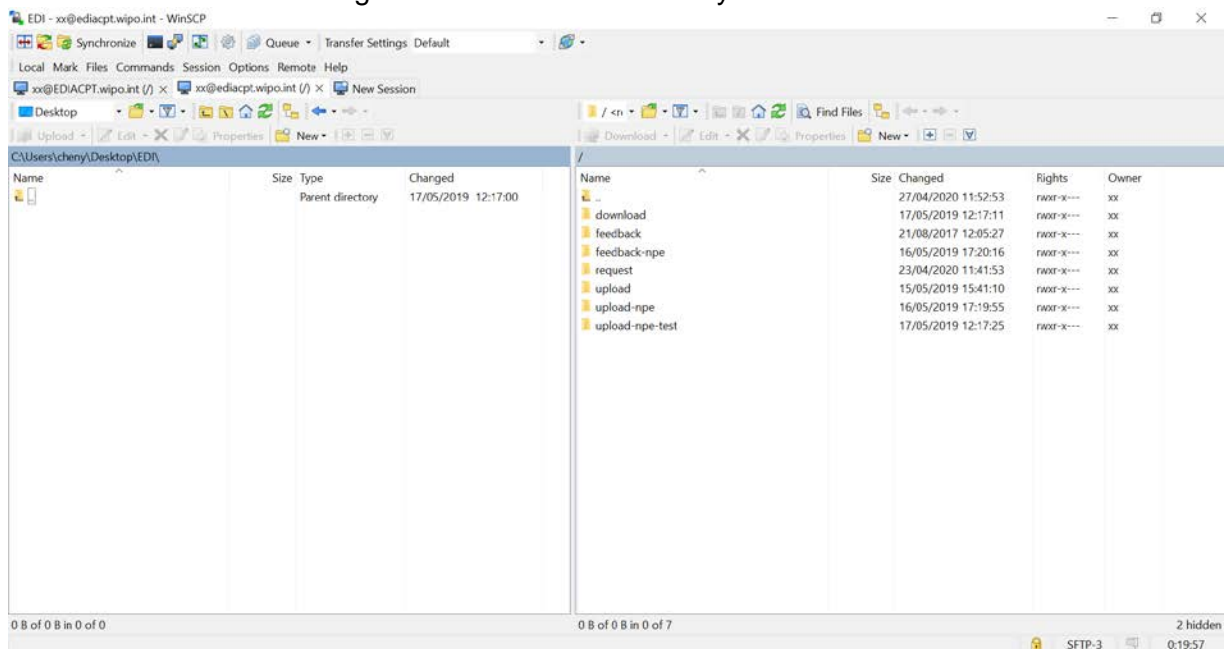 EDI - xx@ediacpt.wipo.int - WinSCP
Synchronize Queue Transfer Settings Default
Local Mark Files Commands Session Options Remote Help
xx@EDIACPT.wipo.int (/) × xx@ediacpt.wipo.int (/) × New Session
Desktop / <n Find Files
Upload Edit Properties New Download Edit Properties New
C:\Users\cheny\Desktop\EDI\ /
Name Size Type Changed Name Size Changed Rights Owner
.. Parent directory 17/05/2019 12:17:00 .. 27/04/2020 11:52:53 rwxr-x--- xx
download 17/05/2019 12:17:11 rwxr-x--- xx
feedback 21/08/2017 12:05:27 rwxr-x--- xx
feedback-npe 16/05/2019 17:20:16 rwxr-x--- xx
request 23/04/2020 11:41:53 rwxr-x--- xx
upload 15/05/2019 15:41:10 rwxr-x--- xx
upload-npe 16/05/2019 17:19:55 rwxr-x--- xx
upload-npe-test 17/05/2019 12:17:25 rwxr-x--- xx
0 B of 0 B in 0 of 0 0 B of 0 B in 0 of 7 2 hidden
SFTP-3 0:19:57